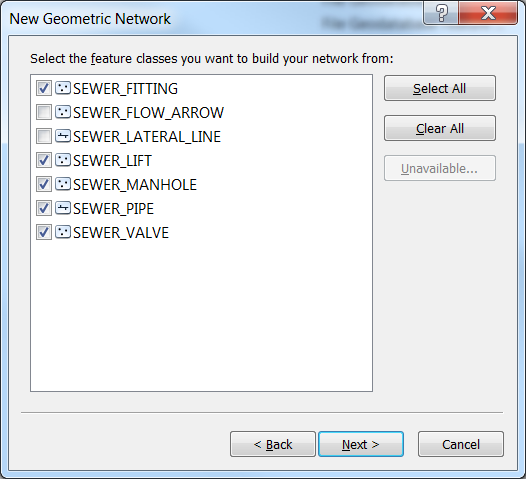 New Geometric Network
Select the feature classes you want to build your network from:
SEWER_FITTING
SEWER_FLOW_ARROW
SEWER_LATERAL_LINE
SEWER_LIFT
SEWER_MANHOLE
SEWER_PIPE
SEWER_VALVE
Select All
Clear All
Unavailable...
< Back
Next >
Cancel